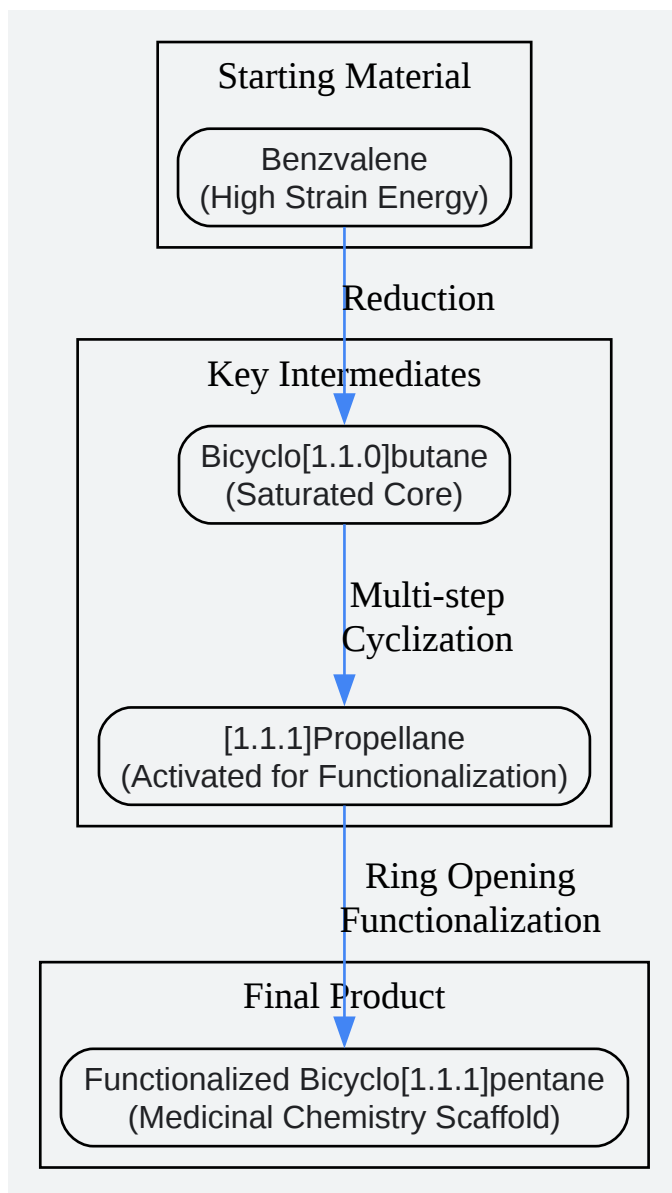 Starting Material
Benzvalene
(High Strain Energy)
Reduction
Key Intermediates
Bicyclo[1.1.0]butane
(Saturated Core)
Multi-step
Cyclization
[1.1.1]Propellane
(Activated for Functionalization)
Ring Opening
Functionalization
Final Product
Functionalized Bicyclo[1.1.1]pentane
(Medicinal Chemistry Scaffold)